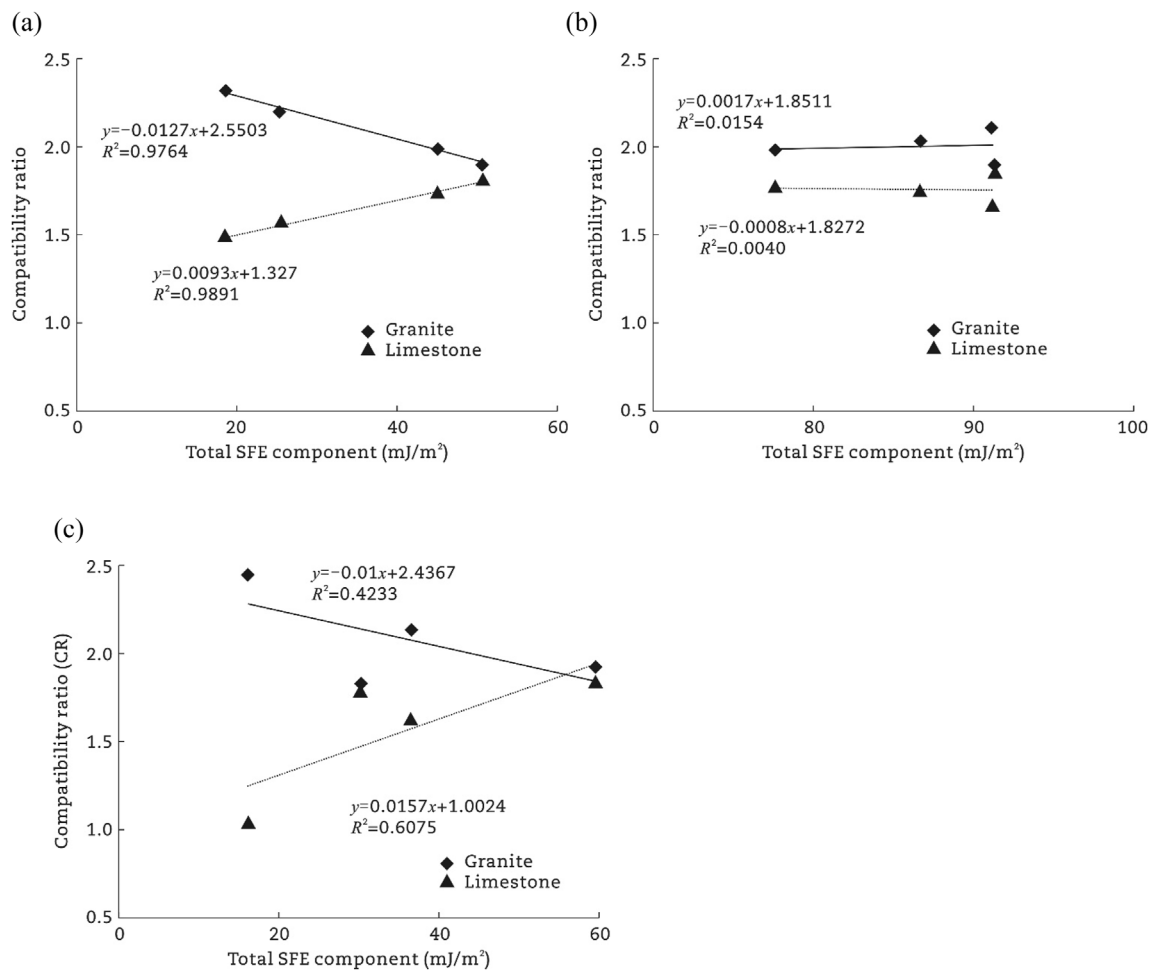 (a)
2.5
2.0
1.5
1.0
0.5
Compatibility ratio
y=−0.0127x+2.5503
R²=0.9764
y=0.0093x+1.327
R²=0.9891
Granite
Limestone
0 20 40 60
Total SFE component (mJ/m²)
(b)
2.5
2.0
1.5
1.0
0.5
Compatibility ratio
y=0.0017x+1.8511
R²=0.0154
y=−0.0008x+1.8272
R²=0.0040
Granite
Limestone
0 80 90 100
Total SFE component (mJ/m²)
(c)
2.5
2.0
1.5
1.0
0.5
Compatibility ratio (CR)
y=−0.01x+2.4367
R²=0.4233
y=0.0157x+1.0024
R²=0.6075
Granite
Limestone
0 20 40 60
Total SFE component (mJ/m²)